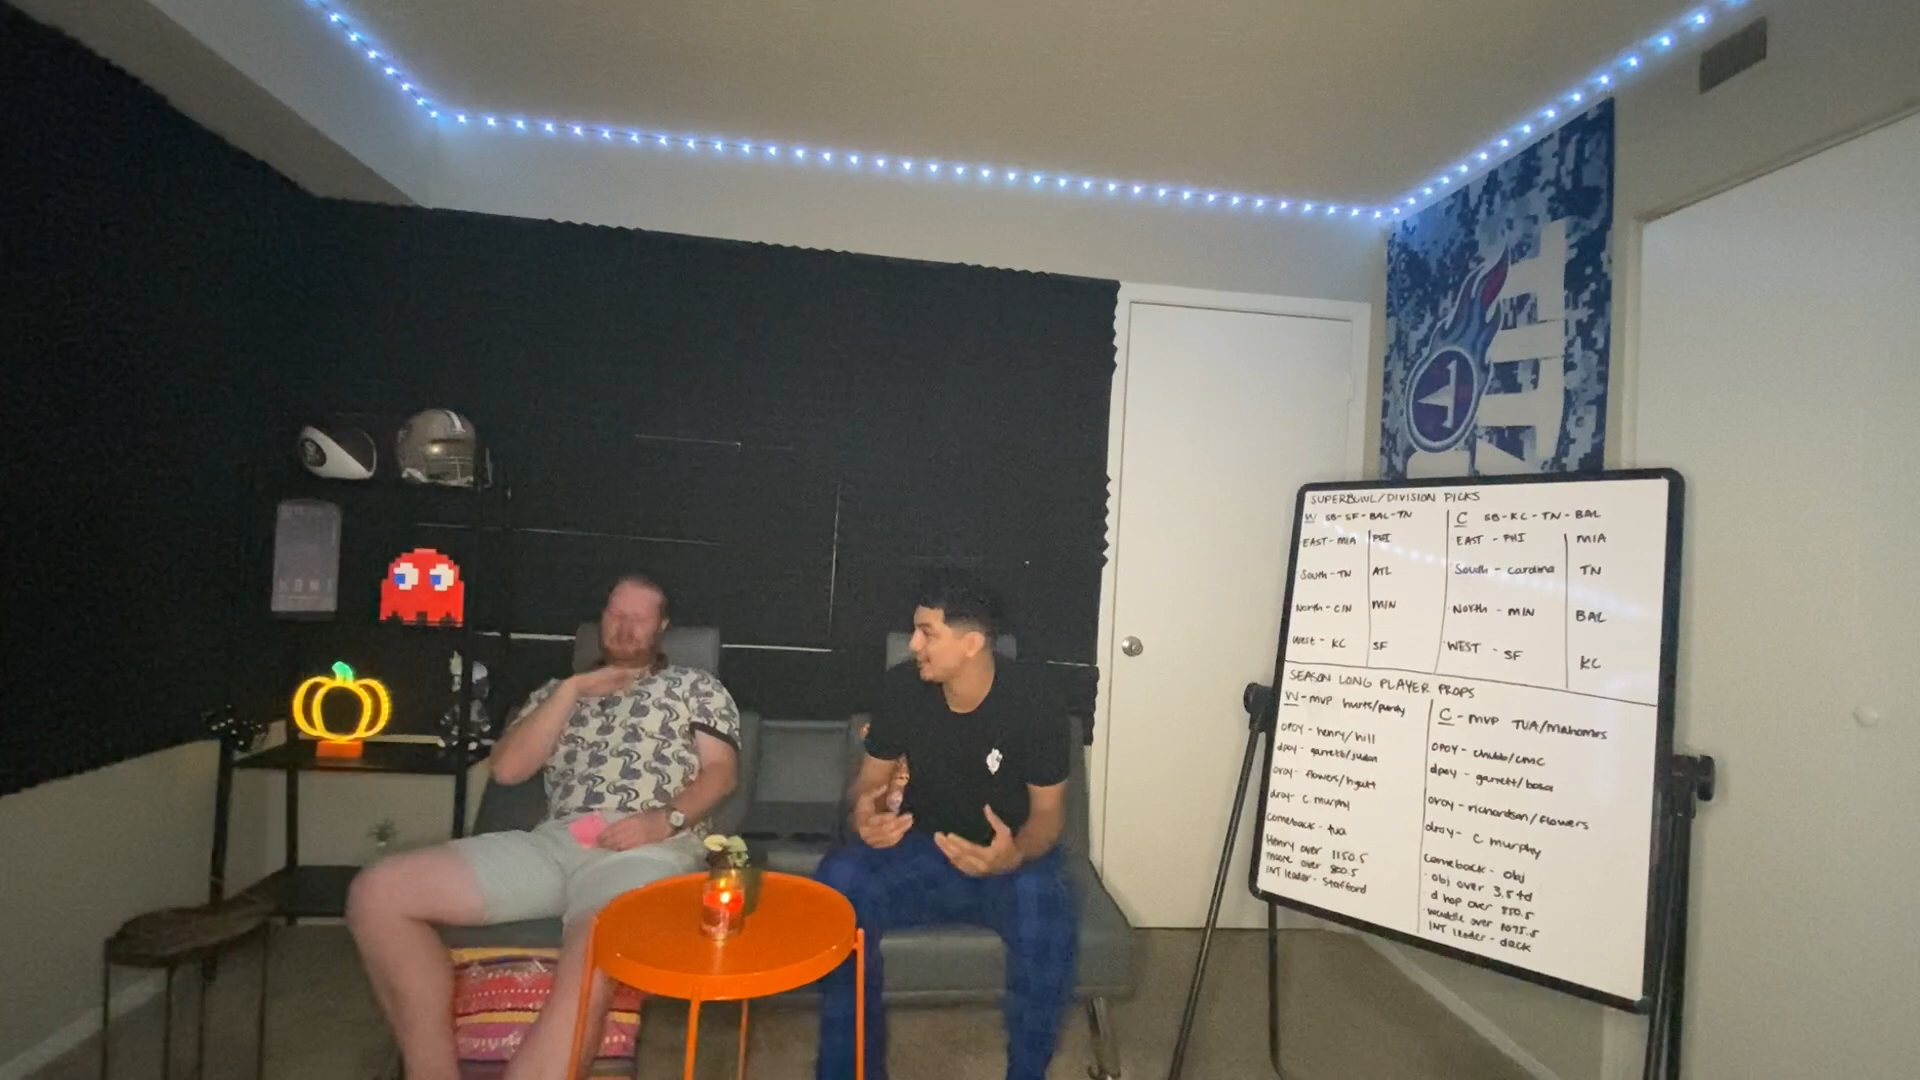 SUPERBOWL/DIVISION PICKS
W SB-SF-BAL-TN
EAST-MIA PHI
South-TN ATL
North-CIN MIN
West-KC SF
C SB-KC-TN-BAL
EAST - PHI MIA
South - Carolina TN
North - MIN BAL
WEST - SF KC
SEASON LONG PLAYER PROPS
W-mvp hurts/purdy
opoy-henry/hill
dpoy-garrett/judon
oroy-flowers/hyatt
droy-C murphy
comeback-tua
Henry over 1150.5
moore over 800.5
INT leader-Stafford
C-mvp TUA/mahomes
OPOY-chubb/cmc
dpoy-garrett/bosa
oroy-richardson/flowers
droy-C murphy
comeback-obj
obj over 3.5 td
d hop over 850.5
waddle over 1075.5
INT leader-dack